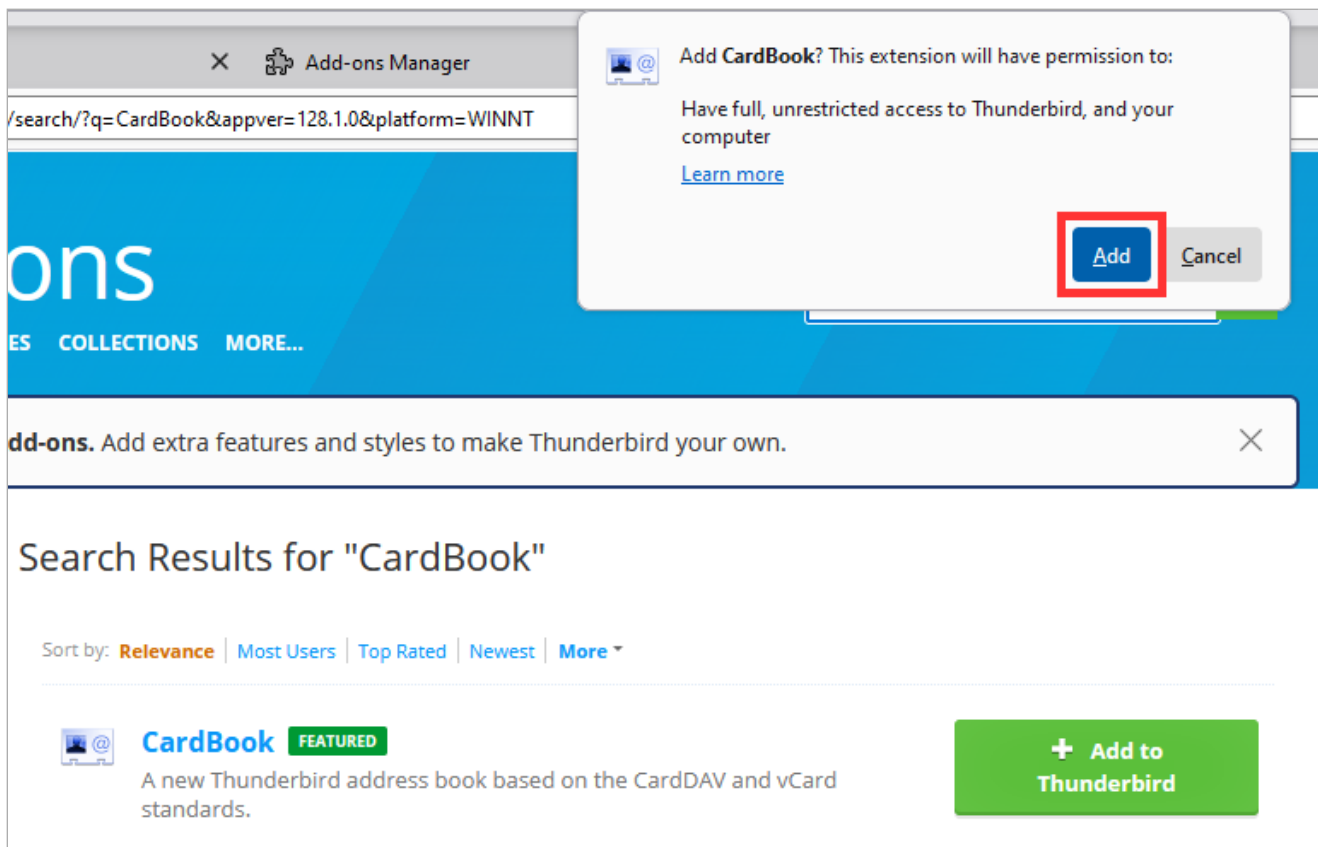 Add-ons Manager
Add CardBook? This extension will have permission to:
/search/?q=CardBook&appver=128.1.0&platform=WINNT
Have full, unrestricted access to Thunderbird, and your
computer
Learn more
Add Cancel
ons
ES COLLECTIONS MORE...
dd-ons. Add extra features and styles to make Thunderbird your own.
Search Results for "CardBook"
Sort by: Relevance Most Users Top Rated Newest More
CardBook FEATURED
A new Thunderbird address book based on the CardDAV and vCard
standards.
+ Add to
Thunderbird